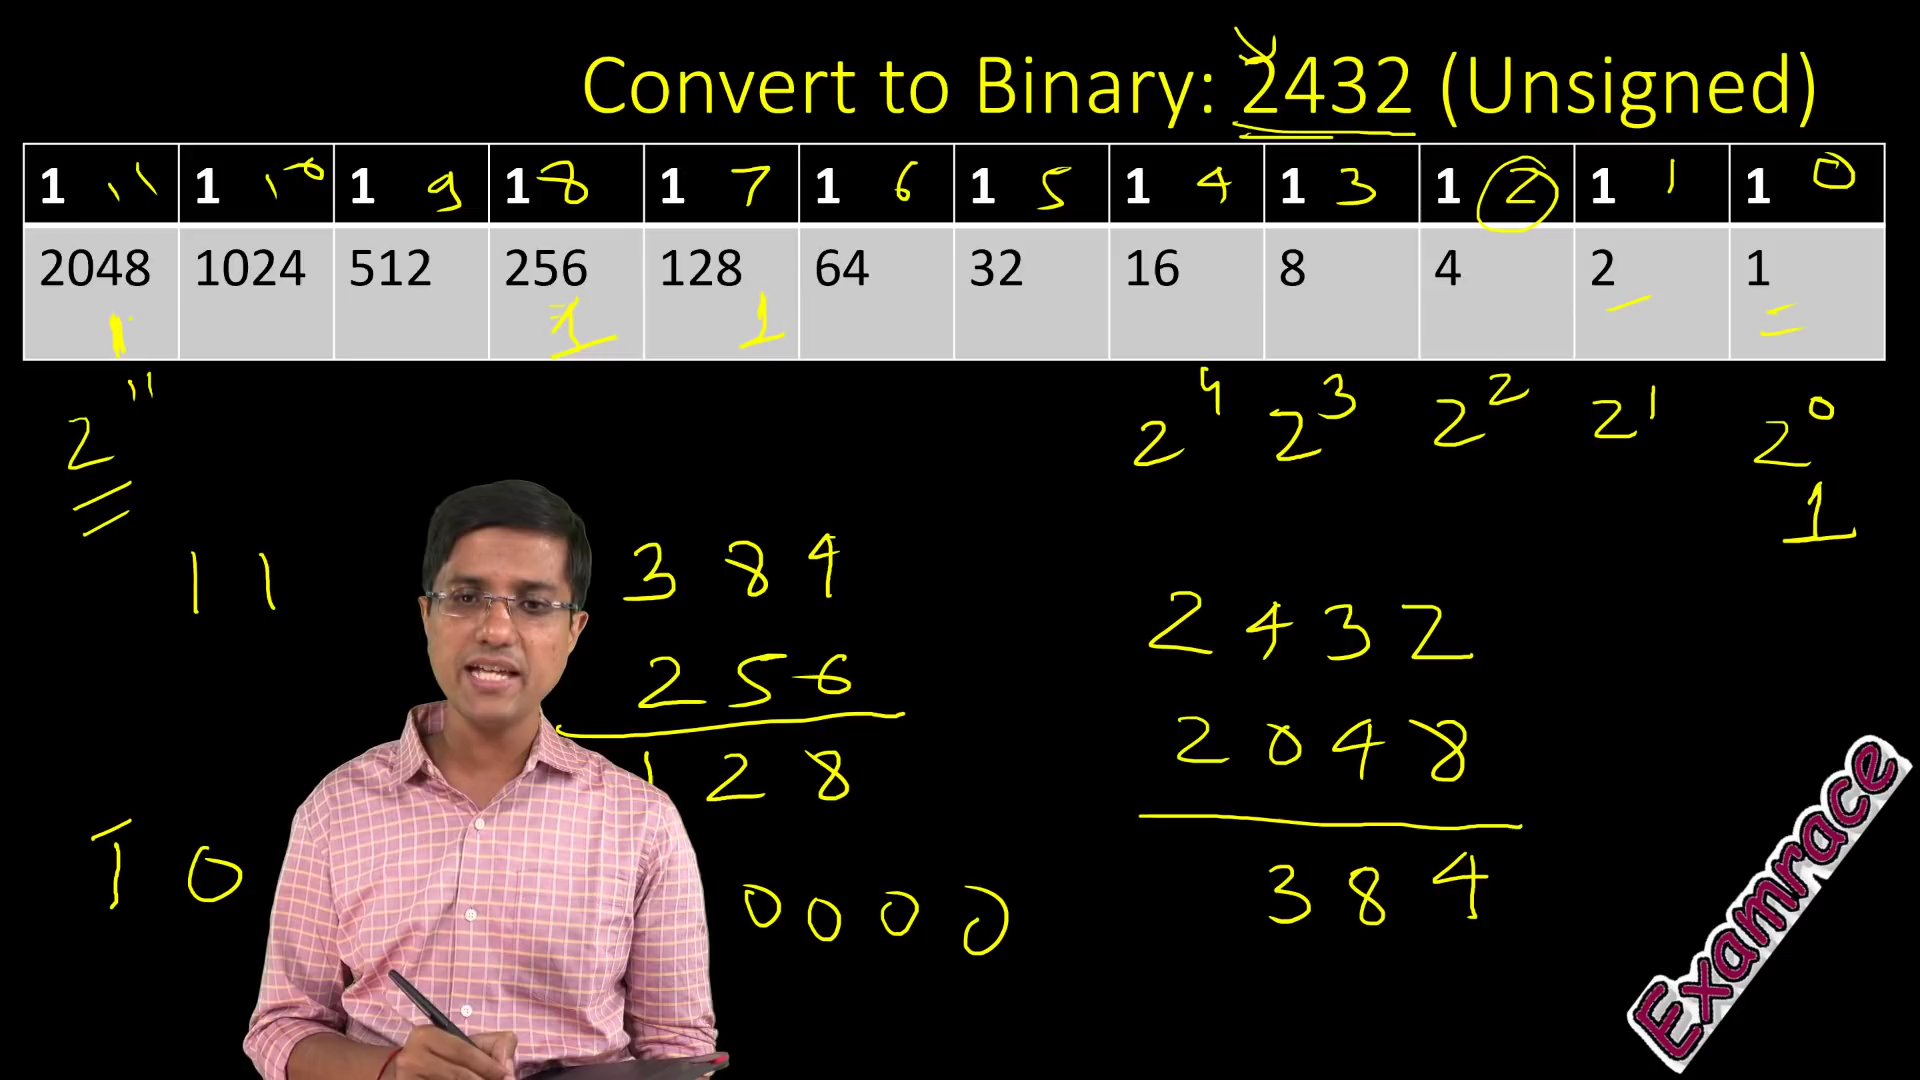 Convert to Binary: 2432 (Unsigned)
1 11 1 10 1 9 1 8 1 7 1 6 1 5 1 4 1 3 1 2 1 1 1 0
2048 1024 512 256 128 64 32 16 8 4 2 1
1 1 1
2^11 2^4 2^3 2^2 2^1 2^0
1
11 384 2432
256 2048
128
384
10 0000
Examrace